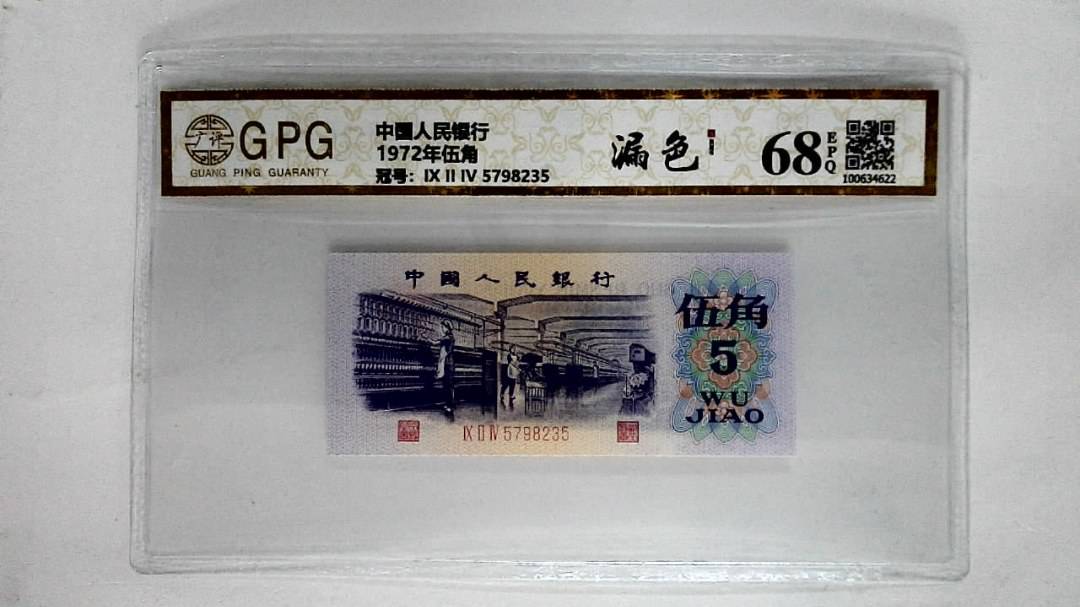 广评
GPG
GUANG PING GUARANTY
中國人民银行
1972年伍角
冠号: IX II IV 5798235
漏色
68
EPQ
100634622
中國人民銀行
伍角
5
WU
JIAO
IX II IV 5798235